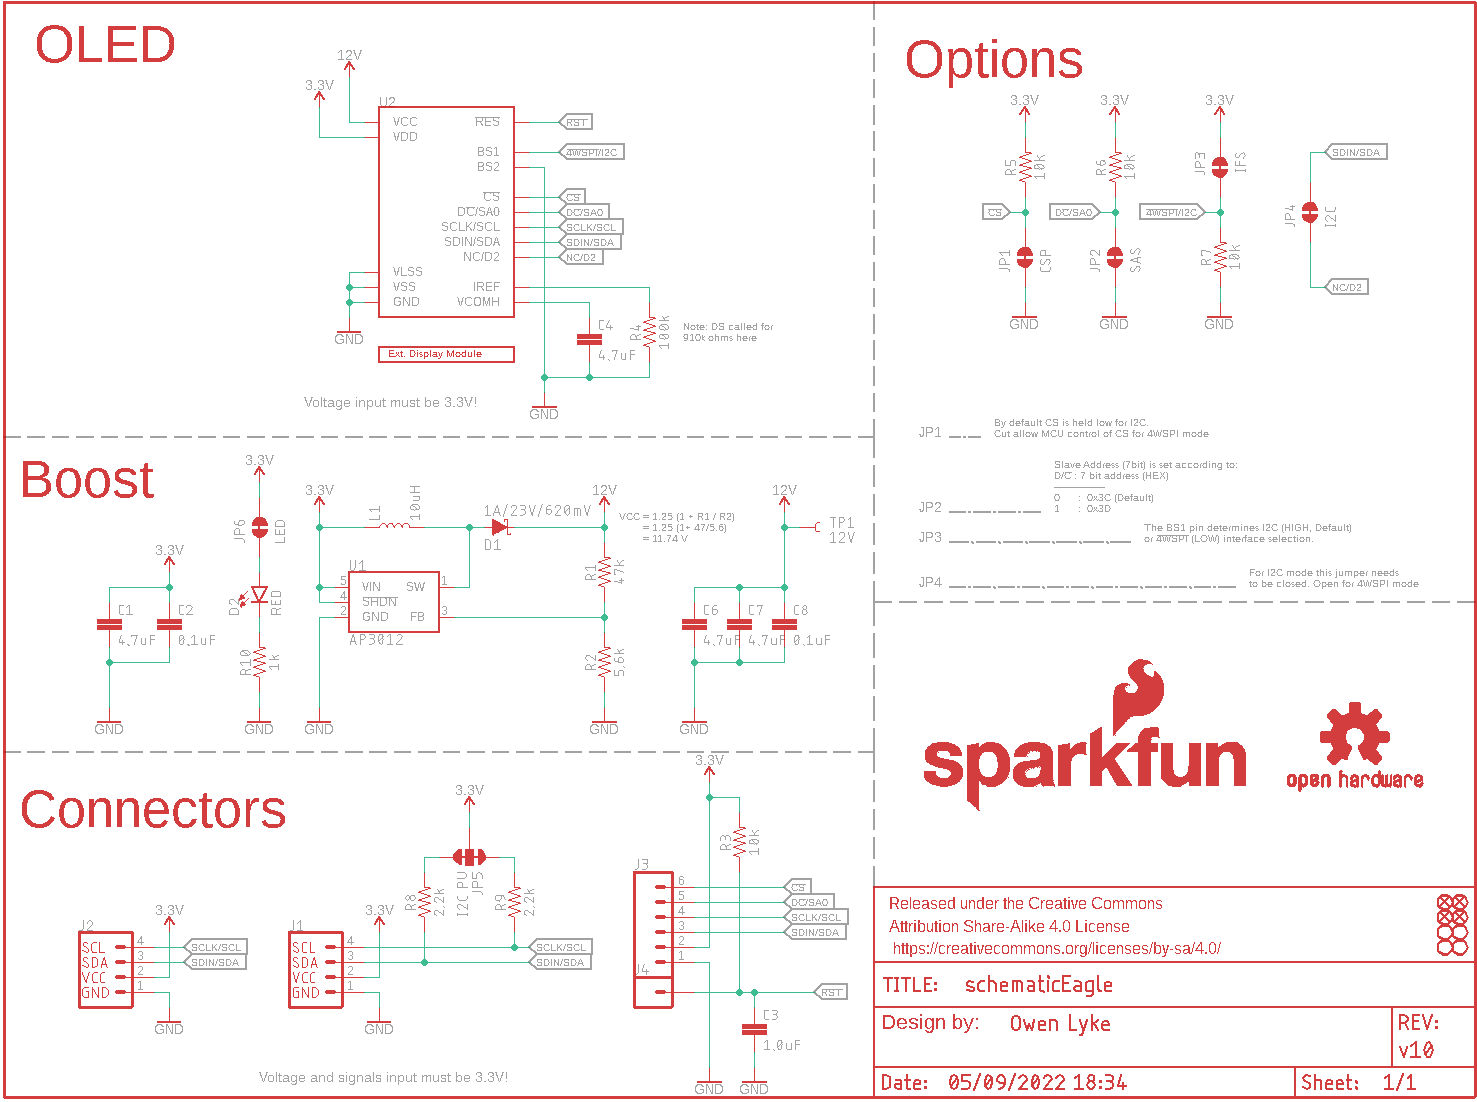 OLED
12V
3.3V
U2
VCC
VDD
RES
BS1
BS2
CS
DC/SA0
SCLK/SCL
SDIN/SDA
NC/D2
VLSS
VSS
GND
IREF
VCOMH
RST
4WSPI/I2C
CS
DC/SA0
SCLK/SCL
SDIN/SDA
NC/D2
GND
Ext. Display Module
C4
4.7uF
R4
100k
Note: DS called for
910k ohms here
GND
Voltage input must be 3.3V!
Options
3.3V
3.3V
3.3V
R5
10k
R6
10k
JP3
IFS
SDIN/SDA
CS
DC/SA0
4WSPI/I2C
JP4
I2C
JP1
CSP
JP2
SAS
R7
10k
NC/D2
GND
GND
GND
JP1
By default CS is held low for I2C.
Cut allow MCU control of CS for 4WSPI mode
Slave Address (7bit) is set according to:
D/C : 7 bit address (HEX)
0 : 0x3C (Default)
1 : 0x3D
JP2
The BS1 pin determines I2C (HIGH, Default)
or 4WSPI (LOW) interface selection.
JP3
For I2C mode this jumper needs
to be closed. Open for 4WSPI mode
JP4
Boost
3.3V
JP6
LED
3.3V
C1
4.7uF
C2
0.1uF
D2
RED
R10
1k
GND
GND
3.3V
L1
10uH
1A/23V/620mV
D1
12V
VCC = 1.25 (1 + R1 / R2)
= 1.25 (1+ 47/5.6)
= 11.74 V
U1
5
4
2
VIN
SHDN
GND
SW
FB
1
3
AP3012
R1
47k
R2
5.6k
GND
GND
12V
TP1
12V
C6
4.7uF
C7
4.7uF
C8
0.1uF
GND
Connectors
J2
SCL
SDA
VCC
GND
4
3
2
1
3.3V
SCLK/SCL
SDIN/SDA
GND
J1
SCL
SDA
VCC
GND
4
3
2
1
3.3V
GND
3.3V
I2C PU
JP5
R8
2.2k
R9
2.2k
SCLK/SCL
SDIN/SDA
3.3V
R3
10k
J3
6
5
4
3
2
1
CS
DC/SA0
SCLK/SCL
SDIN/SDA
J4
RST
C3
1.0uF
GND
GND
Voltage and signals input must be 3.3V!
sparkfun
open hardware
Released under the Creative Commons
Attribution Share-Alike 4.0 License
https://creativecommons.org/licenses/by-sa/4.0/
TITLE: schematicEagle
Design by: Owen Lyke
REV:
v10
Date: 05/09/2022 18:34
Sheet: 1/1